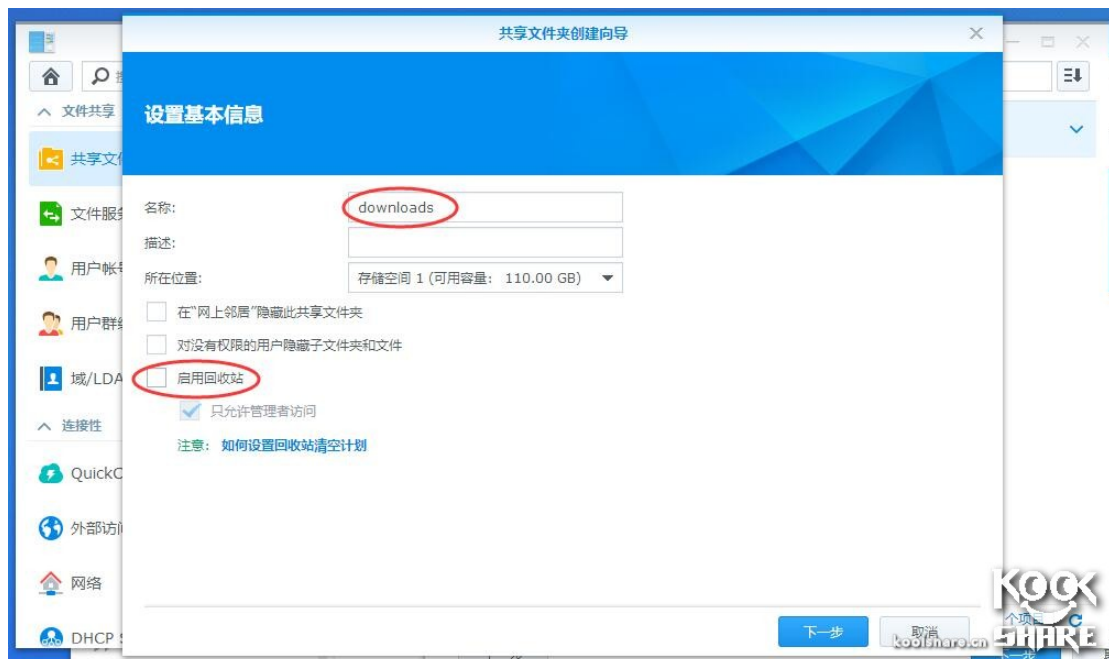 共享文件夹创建向导
设置基本信息
文件共享
共享文
文件服
用户帐
用户群
域/LDA
连接性
QuickC
外部访
网络
DHCP S
名称: downloads
描述:
所在位置: 存储空间 1 (可用容量: 110.00 GB)
在"网上邻居"隐藏此共享文件夹
对没有权限的用户隐藏子文件夹和文件
启用回收站
只允许管理者访问
注意: 如何设置回收站清空计划
下一步
取消
个项目
koolshare.cn
KOOL SHARE
下一步